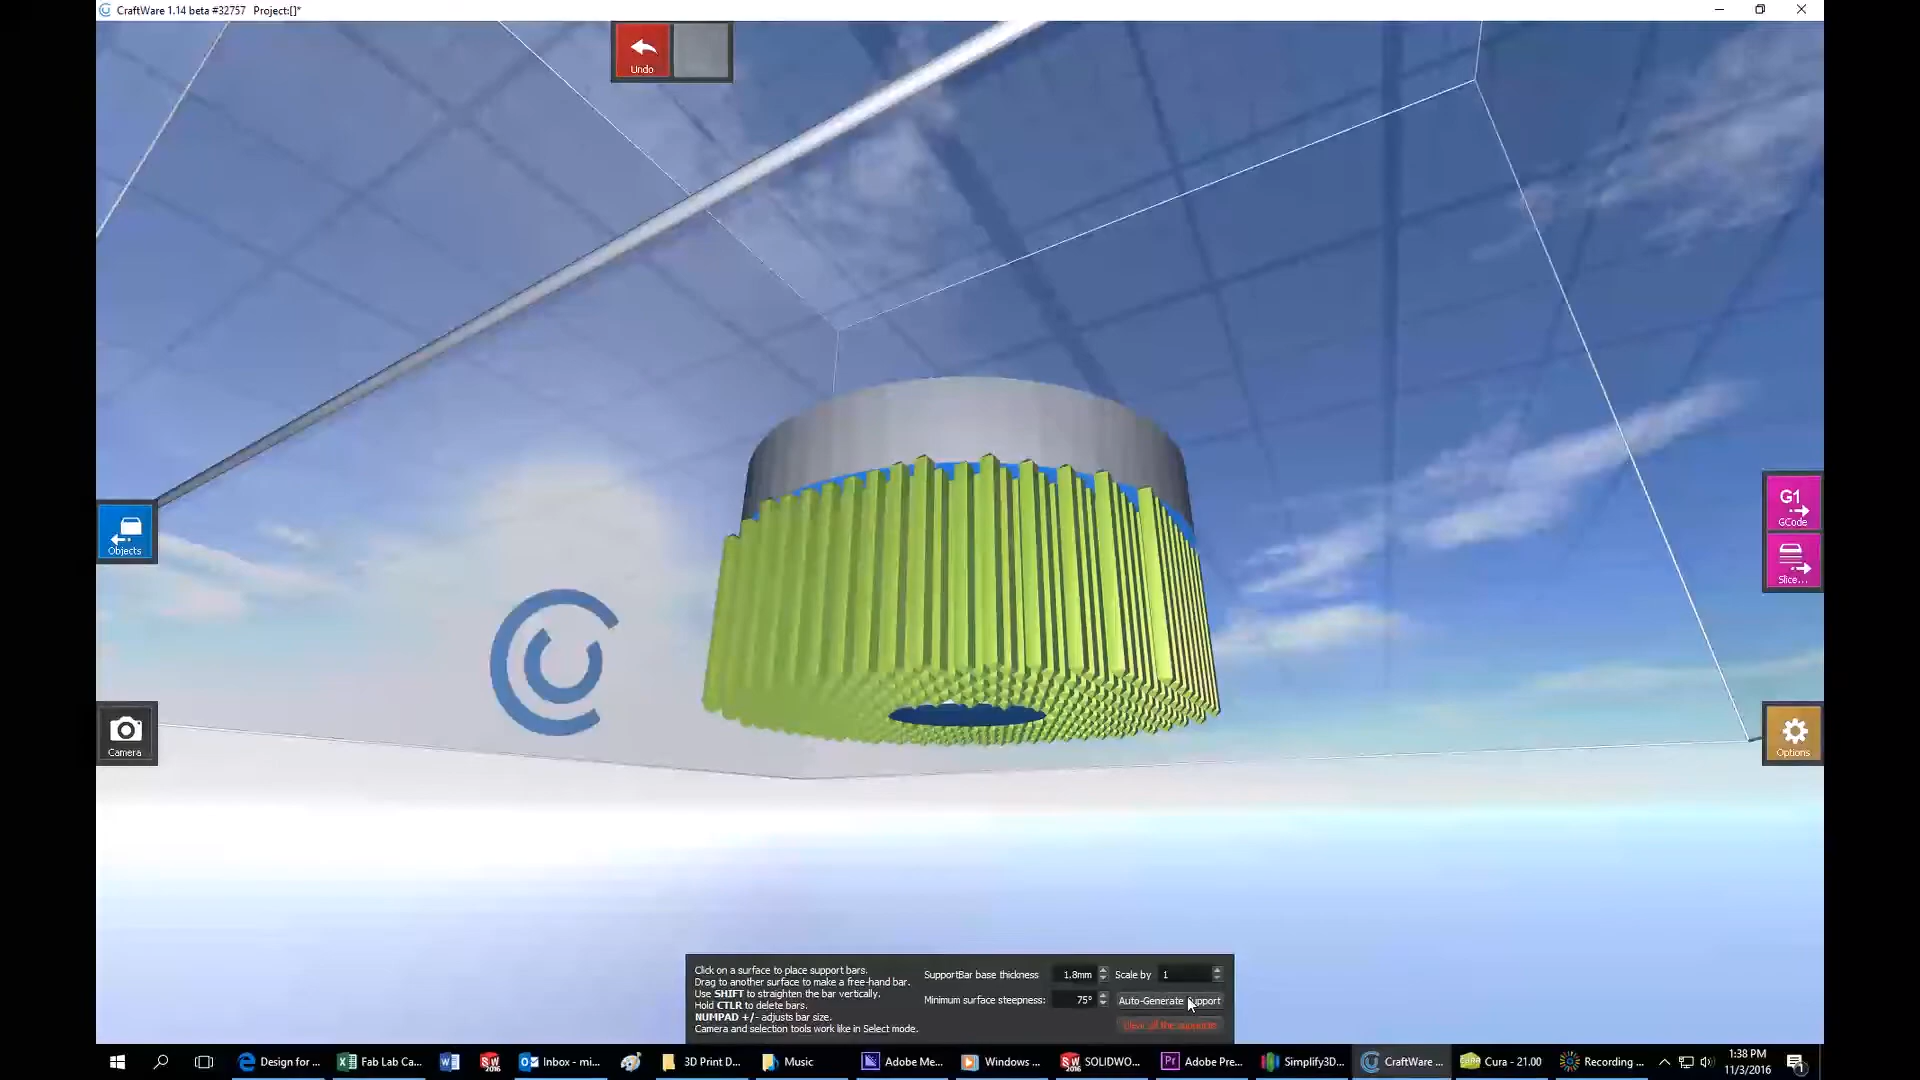 CraftWare 1.14 beta #32757 Project:[]*
Undo
Objects
G1
GCode
Slice...
Camera
Options
Click on a surface to place support bars.
Drag to another surface to make a free-hand bar.
Use SHIFT to straighten the bar vertically.
Hold CTLR to delete bars.
NUMPAD +/- adjusts bar size.
Camera and selection tools work like in Select mode.
SupportBar base thickness 1.8mm Scale by 1
Minimum surface steepness: 75° Auto-Generate Support
Clear all the supports
Design for ... Fab Lab Ca... Inbox - mi... 3D Print D... Music Adobe Me... Windows ... SOLIDWO... Adobe Pre... Simplify3D... CraftWare ... Cura - 21.00 Recording ... 1:38 PM
11/3/2016